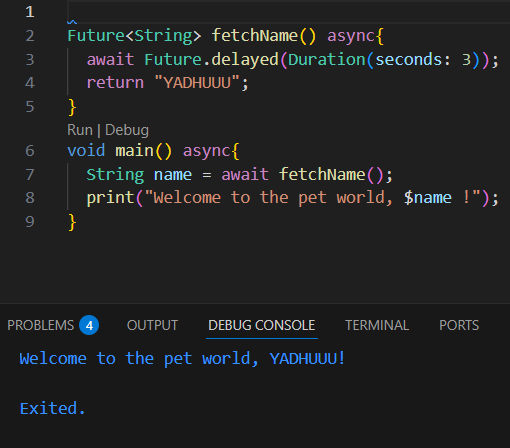 1
2 Future<String> fetchName() async{
3 await Future.delayed(Duration(seconds: 3));
4 return "YADHUUU";
5 }
Run | Debug
6 void main() async{
7 String name = await fetchName();
8 print("Welcome to the pet world, $name !");
9 }
PROBLEMS 4 OUTPUT DEBUG CONSOLE TERMINAL PORTS
Welcome to the pet world, YADHUUU!
Exited.